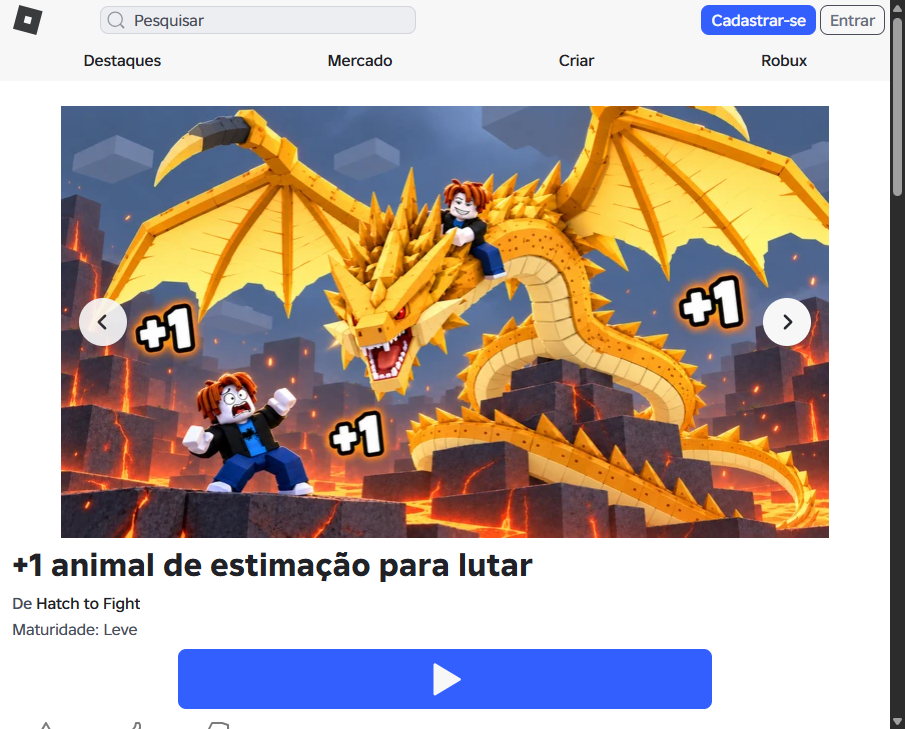 Pesquisar
Cadastrar-se
Entrar
Destaques
Mercado
Criar
Robux
+1
+1
+1
+1 animal de estimação para lutar
De Hatch to Fight
Maturidade: Leve